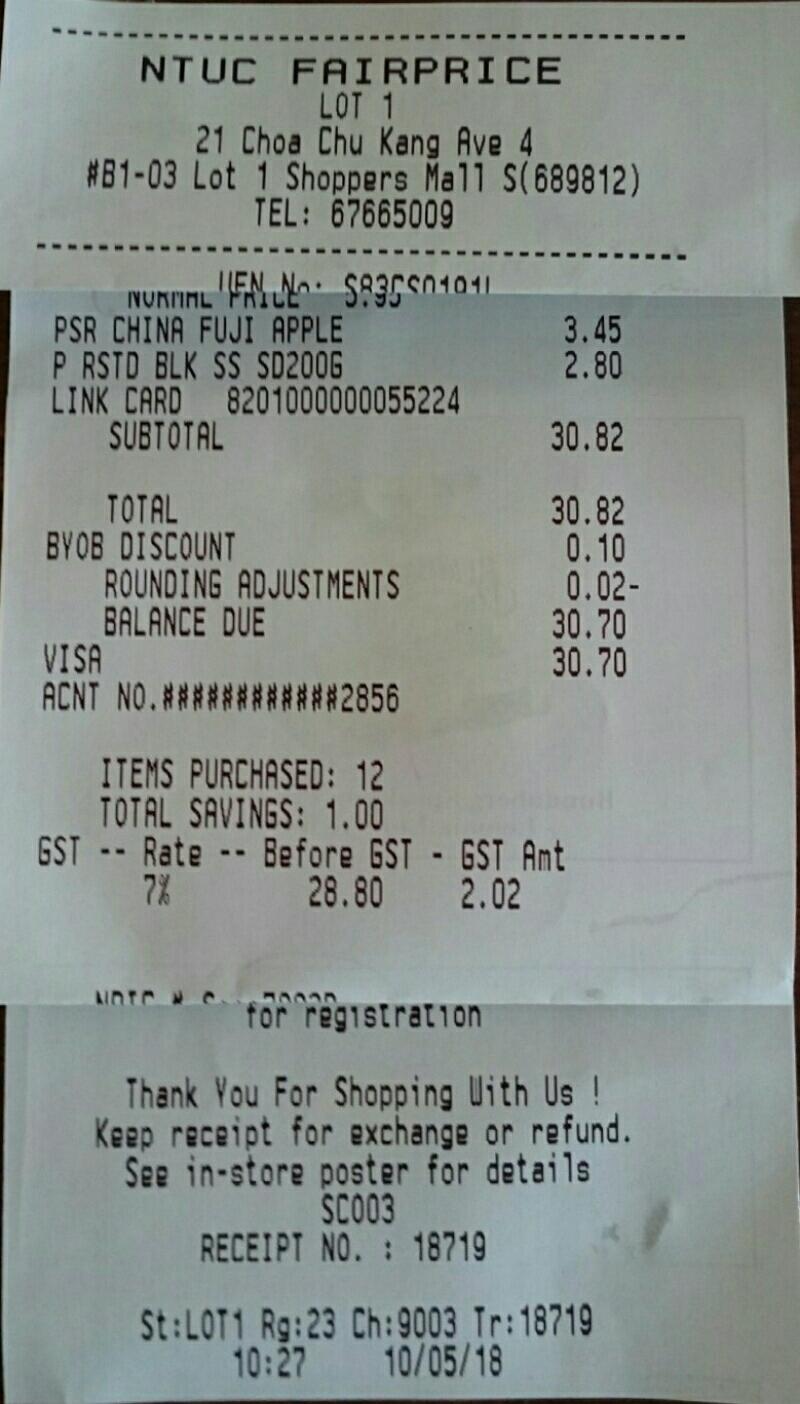 NTUC FAIRPRICE
LOT 1
21 Choa Chu Kang Ave 4
#B1-03 Lot 1 Shoppers Mall S(689812)
TEL: 67665009
UEN No:
NORMAL PRICE
PSR CHINA FUJI APPLE 3.45
P RSTD BLK SS SD200G 2.80
LINK CARD 8201000000055224
SUBTOTAL 30.82
TOTAL 30.82
BYOB DISCOUNT 0.10
ROUNDING ADJUSTMENTS 0.02-
BALANCE DUE 30.70
VISA 30.70
ACNT NO.############2856
ITEMS PURCHASED: 12
TOTAL SAVINGS: 1.00
GST -- Rate -- Before GST - GST Amt
7% 28.80 2.02
for registration
Thank You For Shopping With Us !
Keep receipt for exchange or refund.
See in-store poster for details
SC003
RECEIPT NO. : 18719
St:LOT1 Rg:23 Ch:9003 Tr:18719
10:27 10/05/18